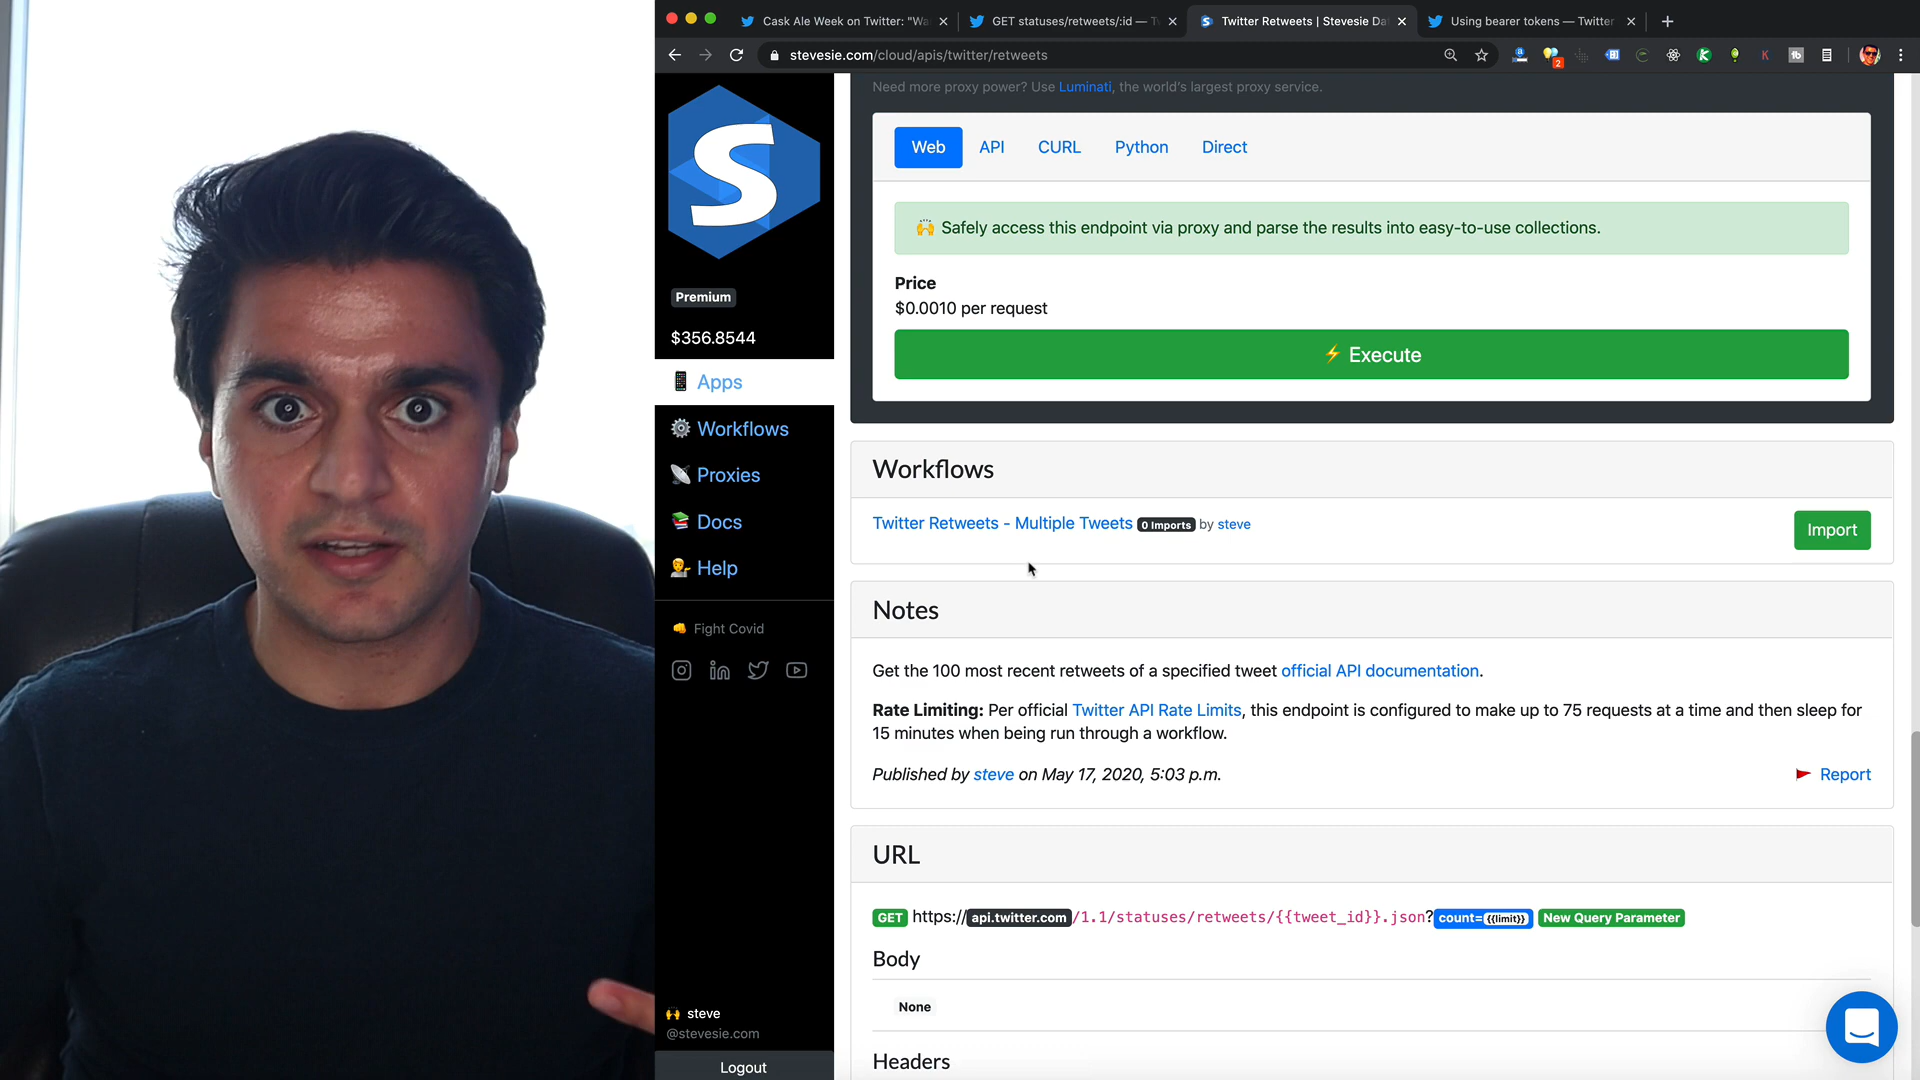 Cask Ale Week on Twitter: "Wa
GET statuses/retweets/:id — Tw
Twitter Retweets | Stevesie Da
Using bearer tokens — Twitter
stevesie.com/cloud/apis/twitter/retweets
Need more proxy power? Use Luminati, the world's largest proxy service.
S
Premium
$356.8544
Apps
Workflows
Proxies
Docs
Help
Fight Covid
steve
@stevesie.com
Logout
Web API CURL Python Direct
Safely access this endpoint via proxy and parse the results into easy-to-use collections.
Price
$0.0010 per request
Execute
Workflows
Twitter Retweets - Multiple Tweets 0 Imports by steve
Import
Notes
Get the 100 most recent retweets of a specified tweet official API documentation.
Rate Limiting: Per official Twitter API Rate Limits, this endpoint is configured to make up to 75 requests at a time and then sleep for
15 minutes when being run through a workflow.
Published by steve on May 17, 2020, 5:03 p.m.
Report
URL
GET https://api.twitter.com/1.1/statuses/retweets/{{tweet_id}}.json?count={{limit}} New Query Parameter
Body
None
Headers